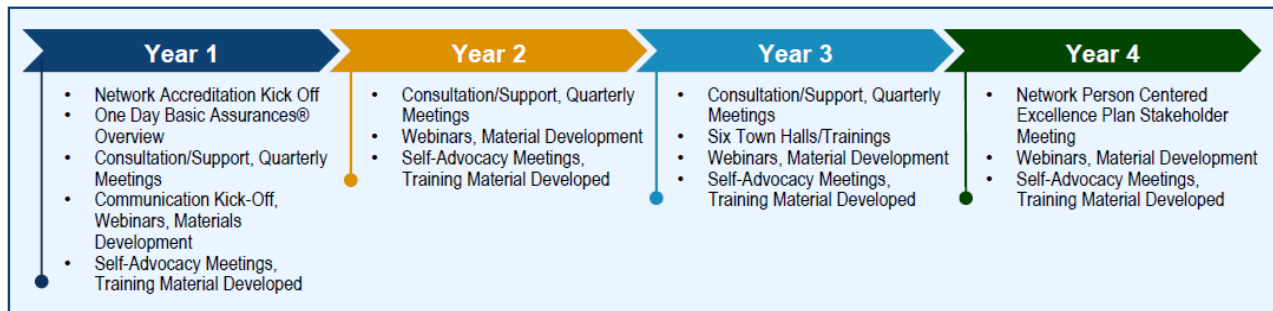 Year 1
• Network Accreditation Kick Off
• One Day Basic Assurances®
Overview
• Consultation/Support, Quarterly
Meetings
• Communication Kick-Off,
Webinars, Materials
Development
• Self-Advocacy Meetings,
Training Material Developed
Year 2
• Consultation/Support, Quarterly
Meetings
• Webinars, Material Development
• Self-Advocacy Meetings,
Training Material Developed
Year 3
• Consultation/Support, Quarterly
Meetings
• Six Town Halls/Trainings
• Webinars, Material Development
• Self-Advocacy Meetings,
Training Material Developed
Year 4
• Network Person Centered
Excellence Plan Stakeholder
Meeting
• Webinars, Material Development
• Self-Advocacy Meetings,
Training Material Developed